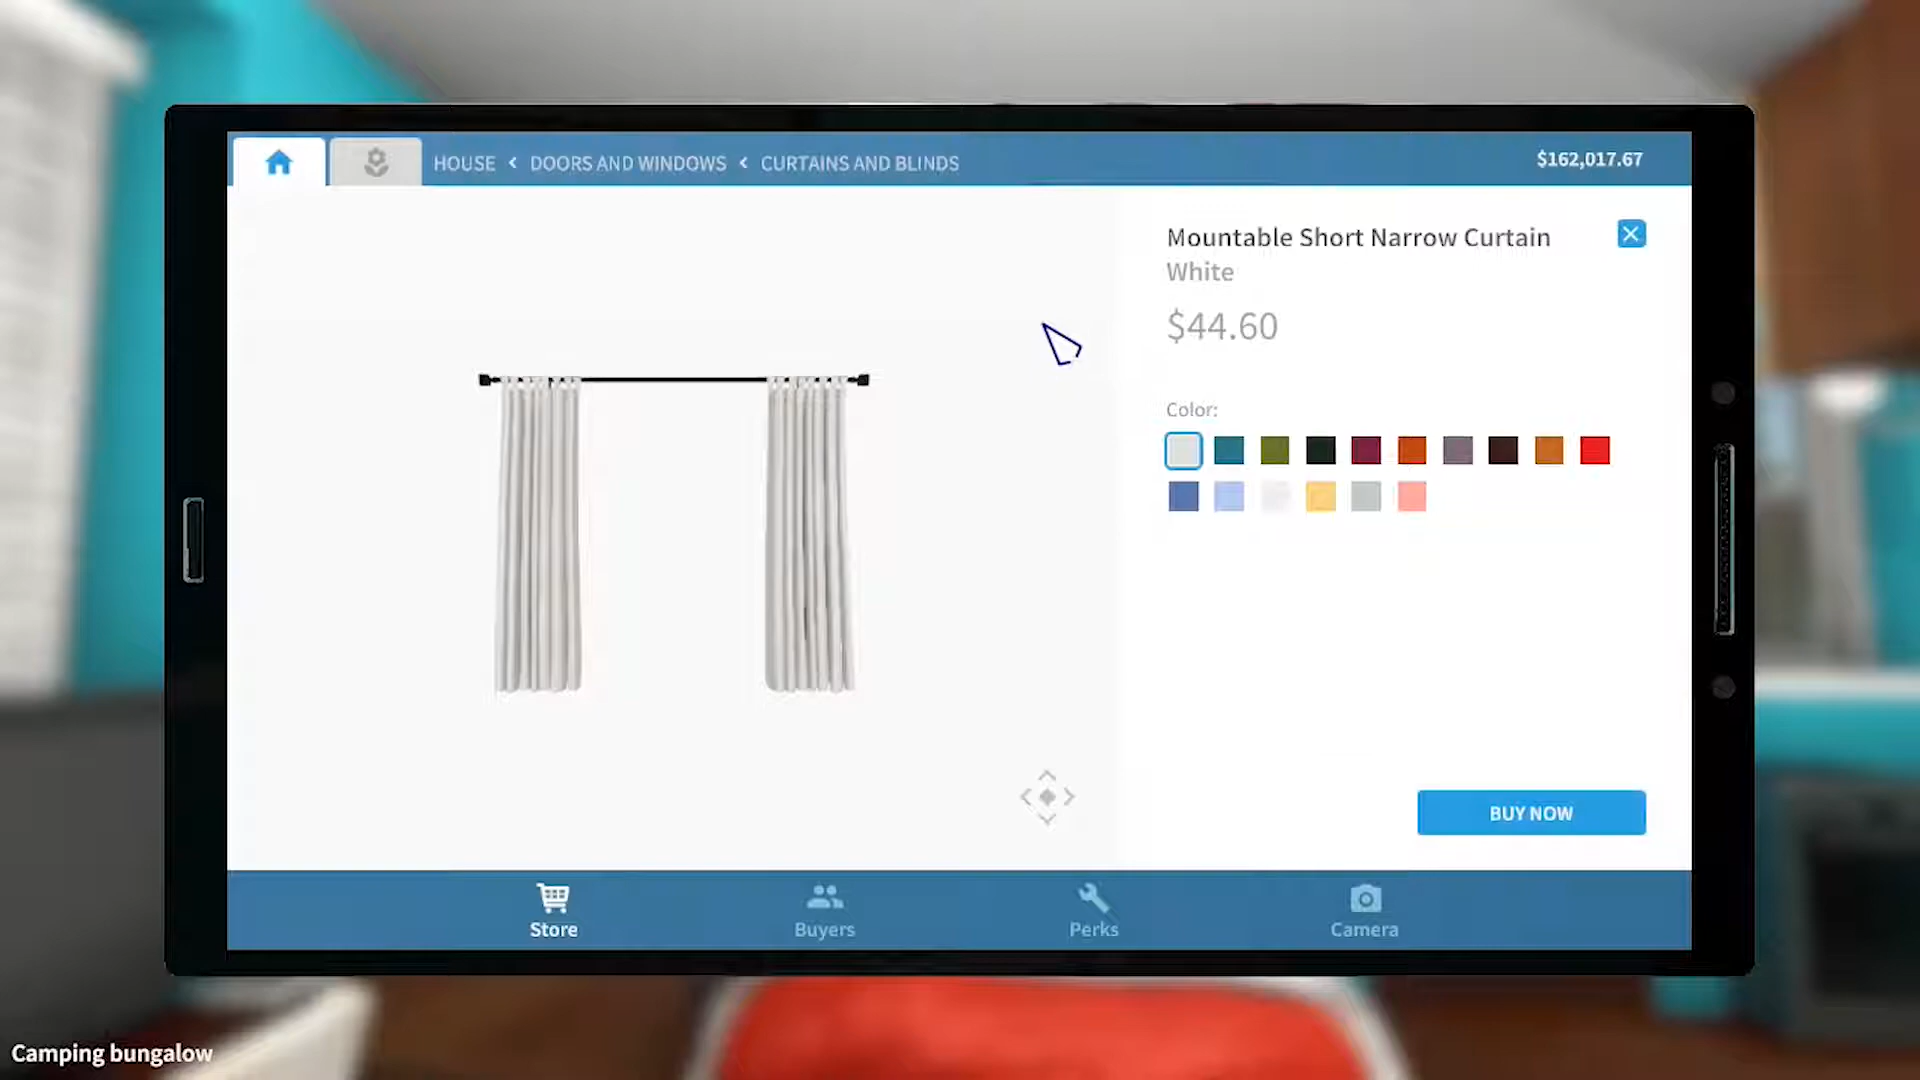 HOUSE < DOORS AND WINDOWS < CURTAINS AND BLINDS
$162,017.67
Mountable Short Narrow Curtain
White
$44.60
Color:
BUY NOW
Store
Buyers
Perks
Camera
Camping bungalow